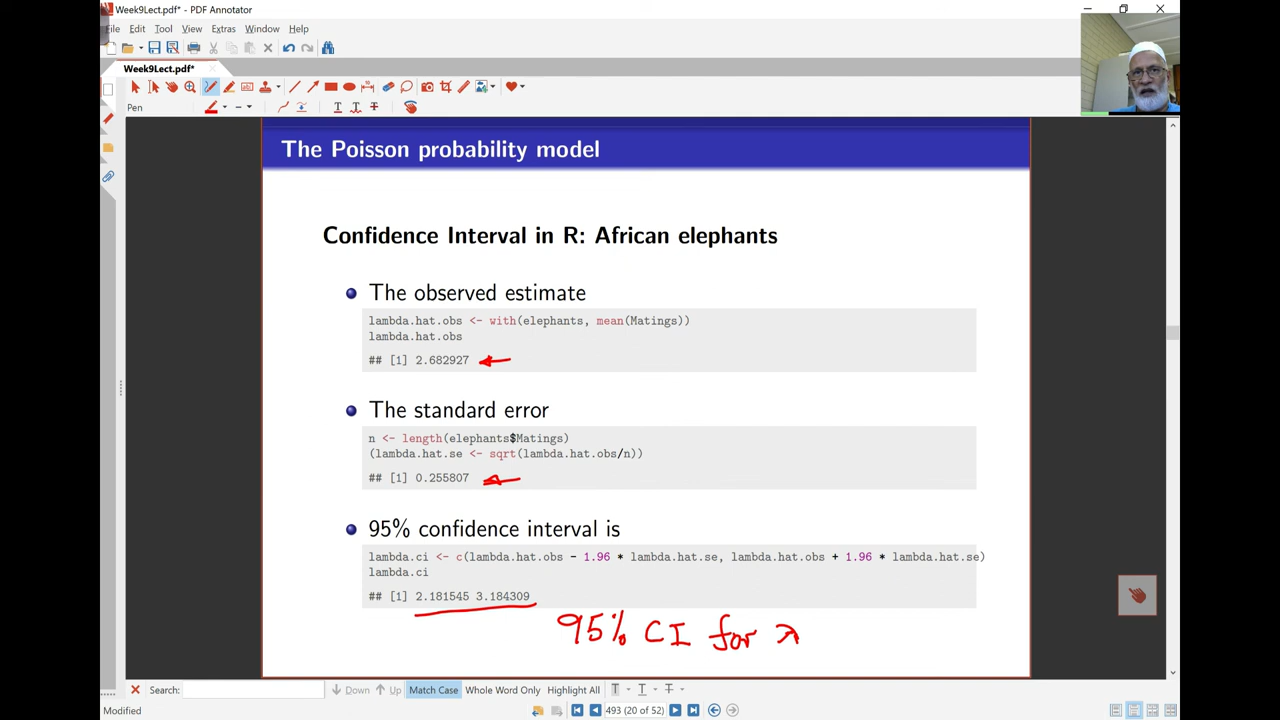 Week9Lect.pdf* - PDF Annotator
File Edit Tool View Extras Window Help
Week9Lect.pdf*
Pen
The Poisson probability model
Confidence Interval in R: African elephants
The observed estimate
lambda.hat.obs <- with(elephants, mean(Matings))
lambda.hat.obs
## [1] 2.682927
The standard error
n <- length(elephants$Matings)
(lambda.hat.se <- sqrt(lambda.hat.obs/n))
## [1] 0.255807
95% confidence interval is
lambda.ci <- c(lambda.hat.obs - 1.96 * lambda.hat.se, lambda.hat.obs + 1.96 * lambda.hat.se)
lambda.ci
## [1] 2.181545 3.184309
95% CI for λ
Search: Down Up Match Case Whole Word Only Highlight All
Modified 493 (20 of 52)